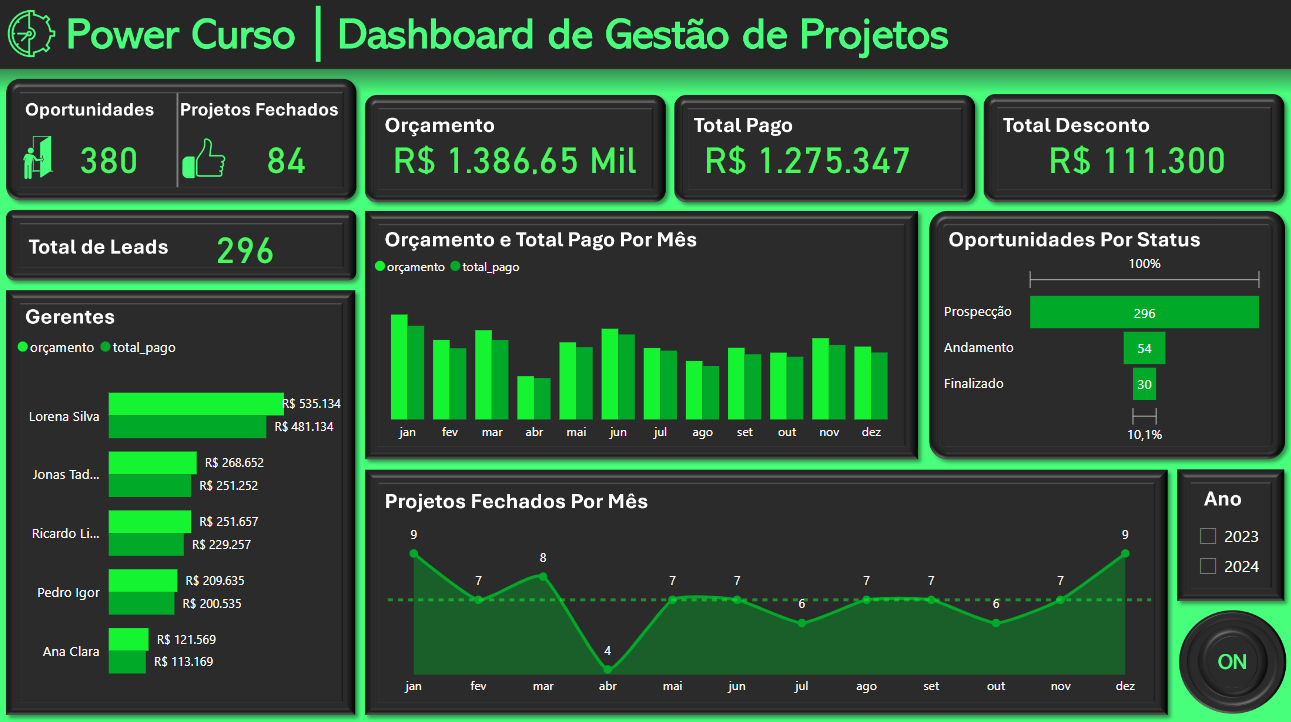 Power Curso | Dashboard de Gestão de Projetos
Oportunidades
380
Projetos Fechados
84
Orçamento
R$ 1.386,65 Mil
Total Pago
R$ 1.275.347
Total Desconto
R$ 111.300
Total de Leads
296
Gerentes
orçamento total_pago
Lorena Silva
R$ 535.134
R$ 481.134
Jonas Tad...
R$ 268.652
R$ 251.252
Ricardo Li...
R$ 251.657
R$ 229.257
Pedro Igor
R$ 209.635
R$ 200.535
Ana Clara
R$ 121.569
R$ 113.169
Orçamento e Total Pago Por Mês
orçamento total_pago
jan fev mar abr mai jun jul ago set out nov dez
Oportunidades Por Status
100%
Prospecção 296
Andamento 54
Finalizado 30
10,1%
Projetos Fechados Por Mês
9 7 8 4 7 7 6 7 7 6 7 9
jan fev mar abr mai jun jul ago set out nov dez
Ano
2023
2024
ON